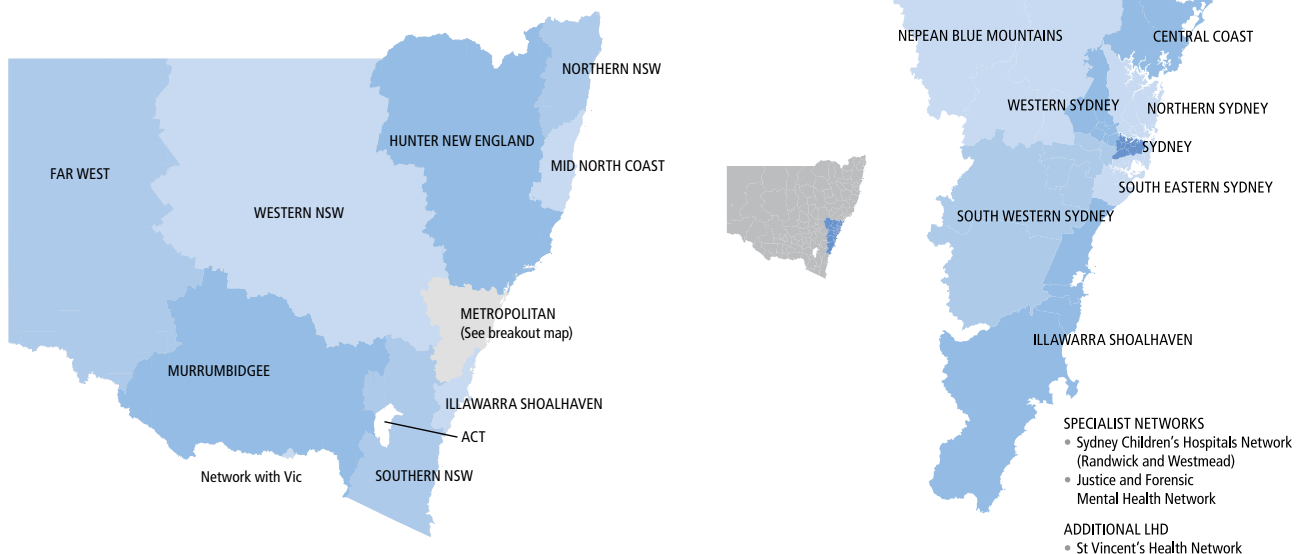 NORTHERN NSW
HUNTER NEW ENGLAND
MID NORTH COAST
FAR WEST
WESTERN NSW
METROPOLITAN
(See breakout map)
MURRUMBIDGEE
ILLAWARRA SHOALHAVEN
ACT
Network with Vic
SOUTHERN NSW
NEPEAN BLUE MOUNTAINS
CENTRAL COAST
WESTERN SYDNEY
NORTHERN SYDNEY
SYDNEY
SOUTH EASTERN SYDNEY
SOUTH WESTERN SYDNEY
ILLAWARRA SHOALHAVEN
SPECIALIST NETWORKS
• Sydney Children's Hospitals Network
(Randwick and Westmead)
• Justice and Forensic
Mental Health Network
ADDITIONAL LHD
• St Vincent's Health Network